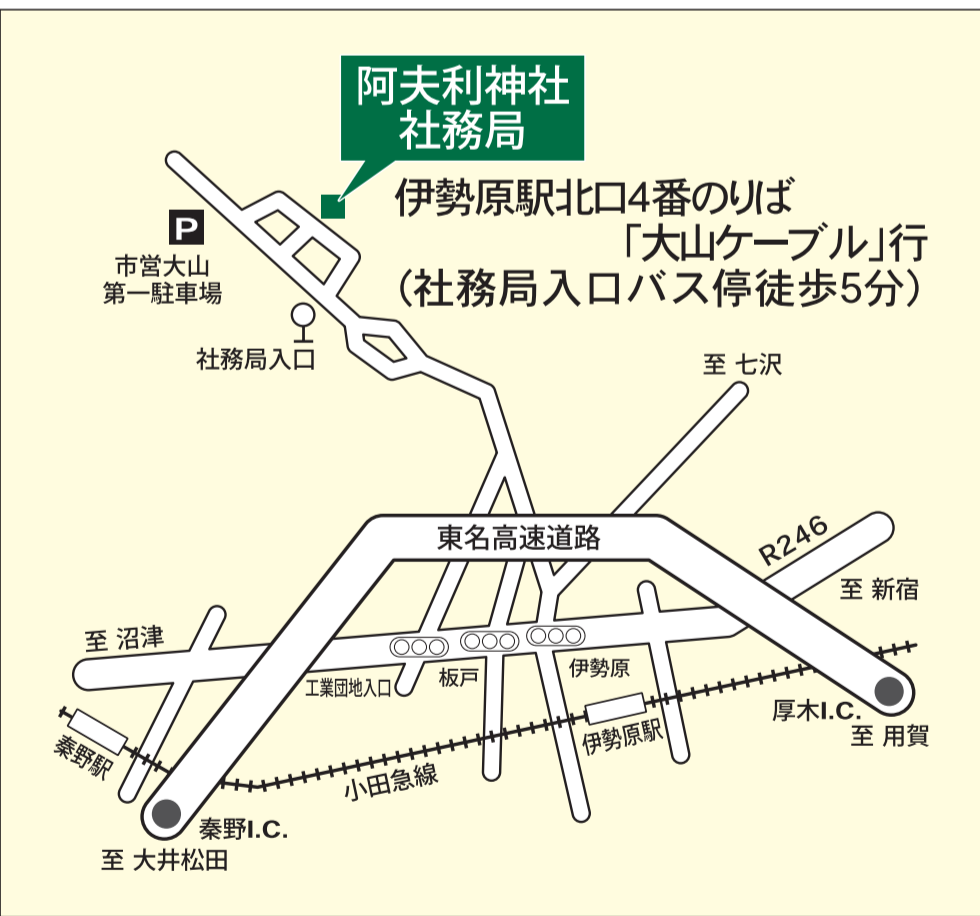 阿夫利神社
社務局
伊勢原駅北口4番のりば
「大山ケーブル」行
（社務局入口バス停徒歩5分）
P
市営大山
第一駐車場
社務局入口
至 七沢
東名高速道路
R246
至 新宿
至 沼津
工業団地入口
板戸
伊勢原
秦野駅
小田急線
伊勢原駅
厚木I.C.
至 用賀
秦野I.C.
至 大井松田